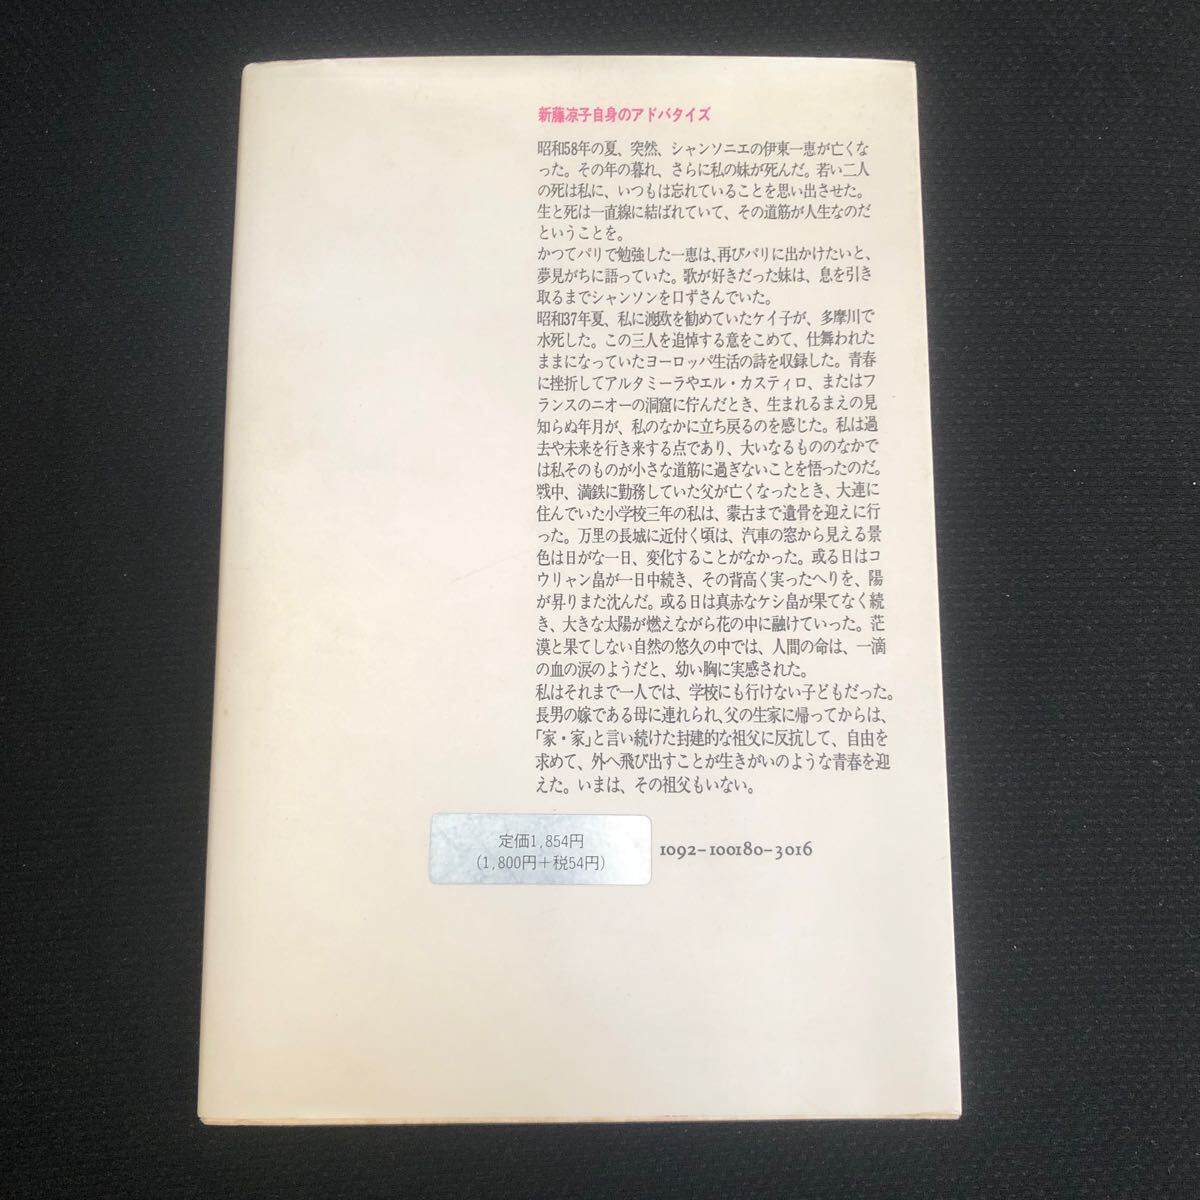 新藤凉子自身のアドバタイズ
昭和58年の夏、突然、シャンソニエの伊東一恵が亡くな
った。その年の暮れ、さらに私の妹が死んだ。若い二人
の死は私に、いつもは忘れていることを思い出させた。
生と死は一直線に結ばれていて、その道筋が人生なのだ
ということを。
かつてパリで勉強した一恵は、再びパリに出かけたいと、
夢見がちに語っていた。歌が好きだった妹は、息を引き
取るまでシャンソンを口ずさんでいた。
昭和37年夏、私に渡欧を勧めていたケイ子が、多摩川で
水死した。この三人を追悼する意をこめて、仕舞われた
ままになっていたヨーロッパ生活の詩を収録した。青春
に挫折してアルタミーラやエル・カスティロ、またはフ
ランスのニオーの洞窟に佇んだとき、生まれるまえの見
知らぬ年月が、私のなかに立ち戻るのを感じた。私は過
去や未来を行き来する点であり、大いなるもののなかで
は私そのものが小さな道筋に過ぎないことを悟ったのだ。
戦中、満鉄に勤務していた父が亡くなったとき、大連に
住んでいた小学校三年の私は、蒙古まで遺骨を迎えに行
った。万里の長城に近付く頃は、汽車の窓から見える景
色は日がな一日、変化することがなかった。或る日はコ
ウリャン畠が一日中続き、その背高く実ったへりを、陽
が昇りまた沈んだ。或る日は真赤なケシ畠が果てなく続
き、大きな太陽が燃えながら花の中に融けていった。茫
漠と果てしない自然の悠久の中では、人間の命は、一滴
の血の涙のようだと、幼い胸に実感された。
私はそれまで一人では、学校にも行けない子どもだった。
長男の嫁である母に連れられ、父の生家に帰ってからは、
「家・家」と言い続けた封建的な祖父に反抗して、自由を
求めて、外へ飛び出すことが生きがいのような青春を迎
えた。いまは、その祖父もいない。
定価1,854円
(1,800円+税54円)
1092-100180-3016